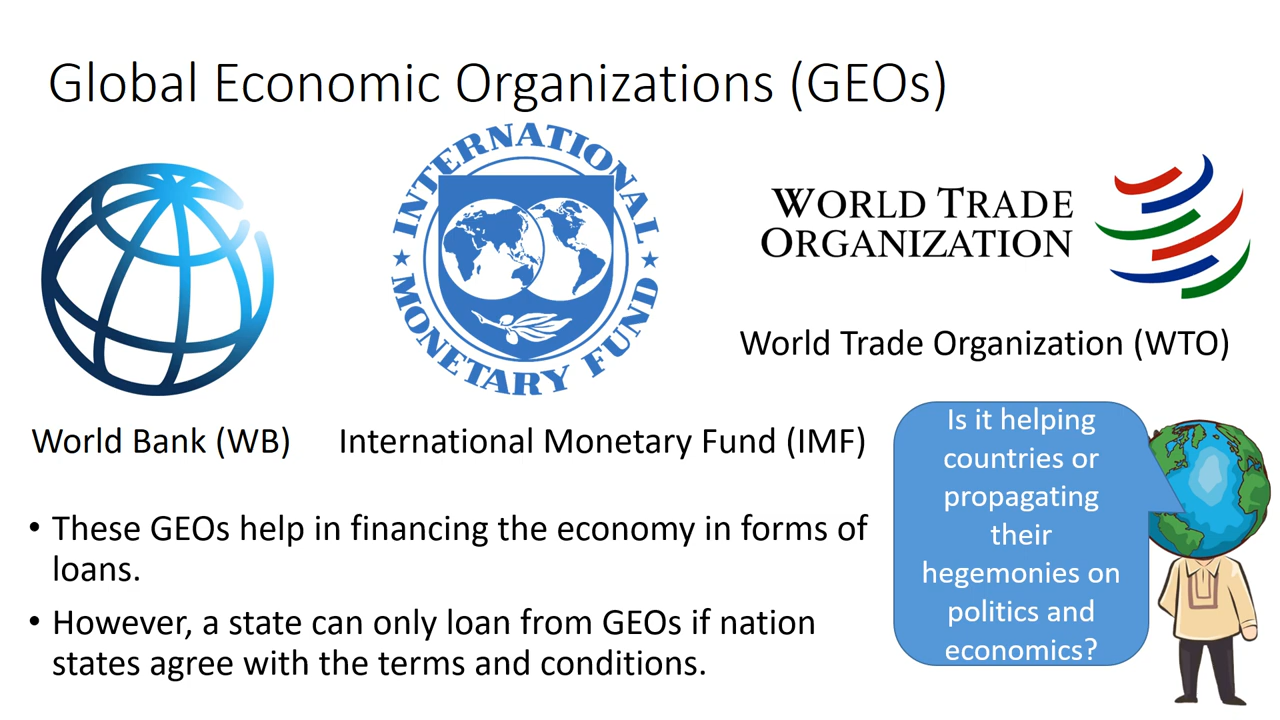 Global Economic Organizations (GEOs)
INTERNATIONAL
MONETARY FUND
WORLD TRADE
ORGANIZATION
World Trade Organization (WTO)
World Bank (WB)
International Monetary Fund (IMF)
• These GEOs help in financing the economy in forms of
loans.
• However, a state can only loan from GEOs if nation
states agree with the terms and conditions.
Is it helping
countries or
propagating
their
hegemonies on
politics and
economics?